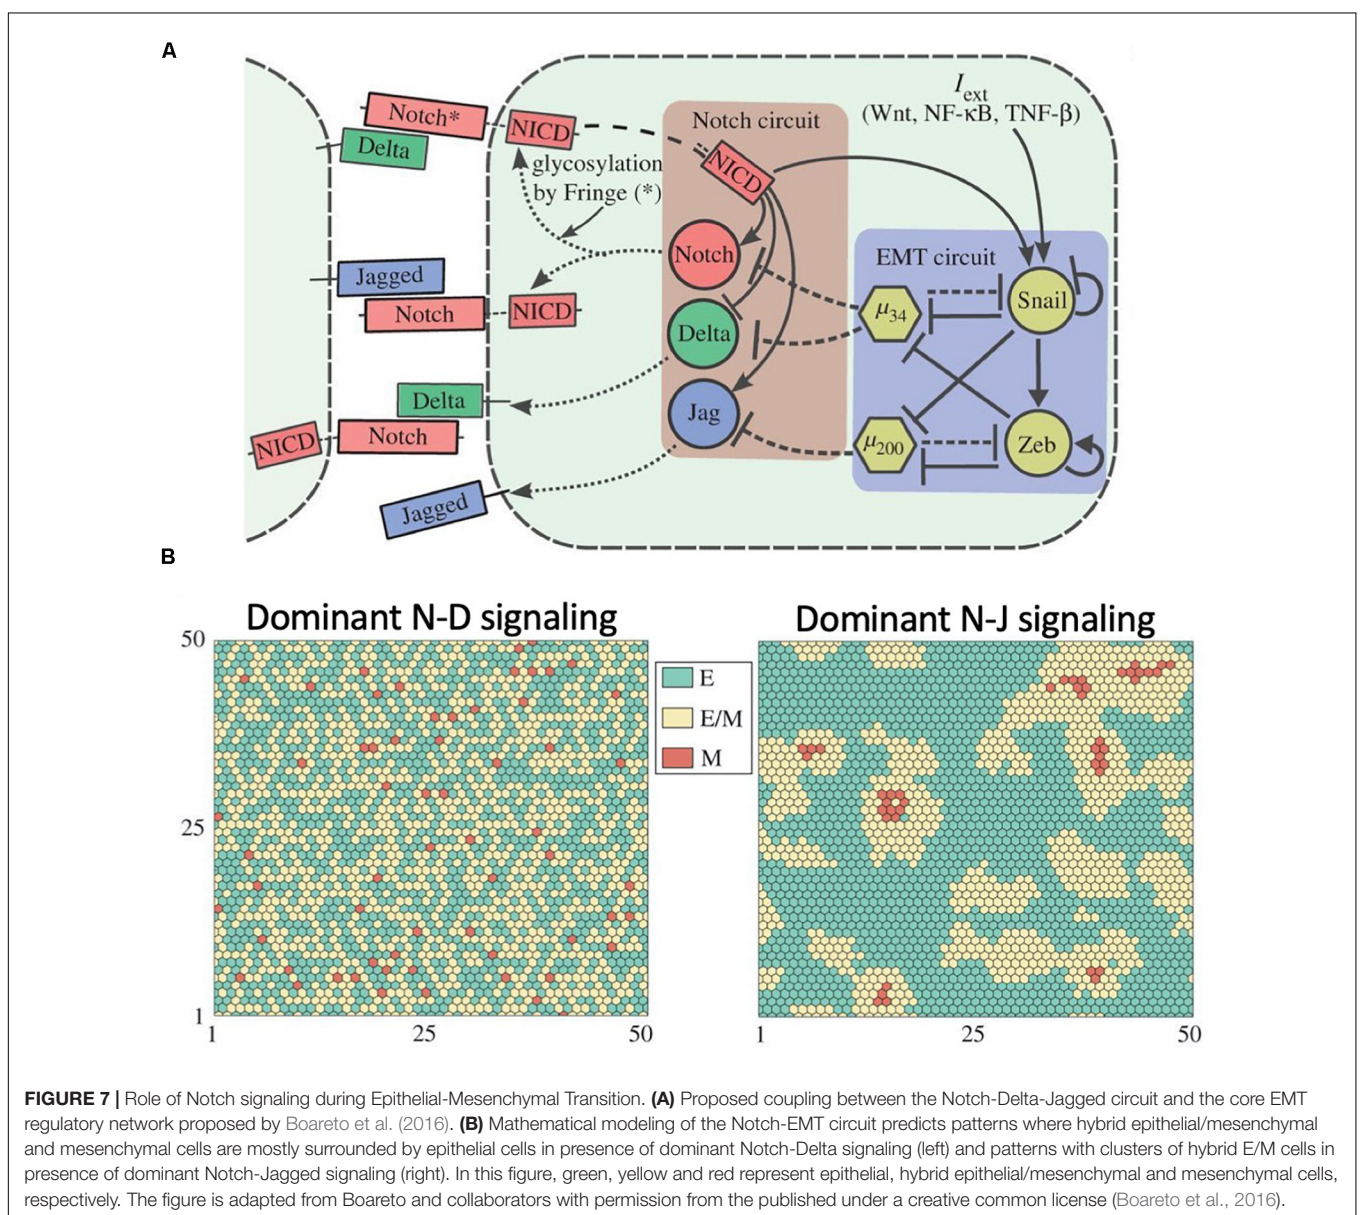 A
Notch*
NICD
Delta
glycosylation
by Fringe (*)
Jagged
Notch
NICD
Delta
NICD
Notch
Jagged
Notch circuit
NICD
Notch
Delta
Jag
I_ext
(Wnt, NF-κB, TNF-β)
EMT circuit
μ34
Snail
μ200
Zeb
B
Dominant N-D signaling
50
25
1
1
25
50
E
E/M
M
Dominant N-J signaling
1
25
50
FIGURE 7 | Role of Notch signaling during Epithelial-Mesenchymal Transition. (A) Proposed coupling between the Notch-Delta-Jagged circuit and the core EMT
regulatory network proposed by Boareto et al. (2016). (B) Mathematical modeling of the Notch-EMT circuit predicts patterns where hybrid epithelial/mesenchymal
and mesenchymal cells are mostly surrounded by epithelial cells in presence of dominant Notch-Delta signaling (left) and patterns with clusters of hybrid E/M cells in
presence of dominant Notch-Jagged signaling (right). In this figure, green, yellow and red represent epithelial, hybrid epithelial/mesenchymal and mesenchymal cells,
respectively. The figure is adapted from Boareto and collaborators with permission from the published under a creative common license (Boareto et al., 2016).